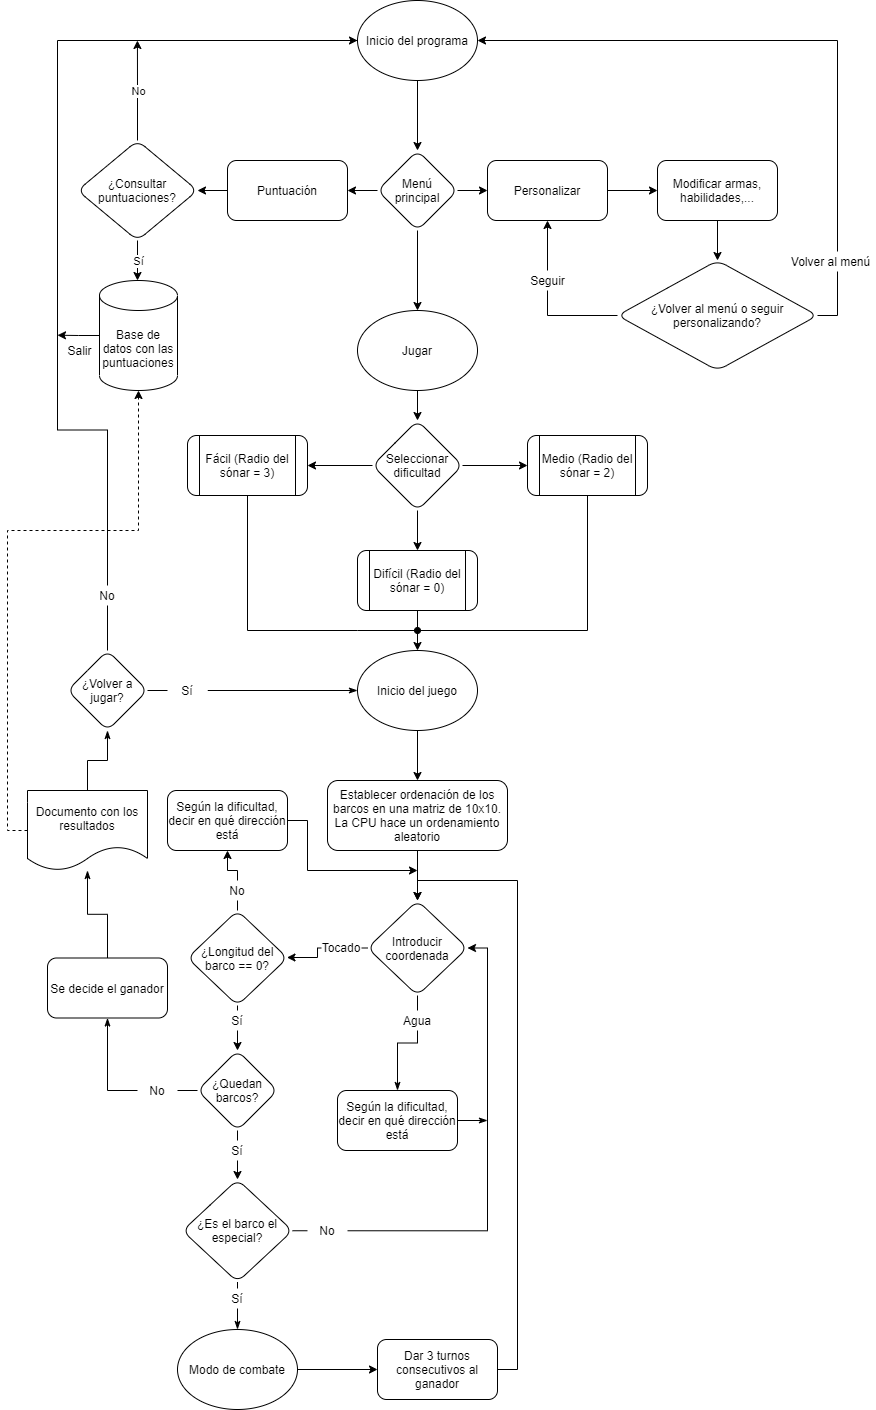 Inicio del programa
No
¿Consultar
puntuaciones?
Puntuación
Menú
principal
Personalizar
Modificar armas,
habilidades,...
Sí
Volver al menú
Seguir
¿Volver al menú o seguir
personalizando?
Base de
datos con las
puntuaciones
Salir
Jugar
Fácil (Radio del
sónar = 3)
Seleccionar
dificultad
Medio (Radio del
sónar = 2)
Difícil (Radio del
sónar = 0)
No
¿Volver a
jugar?
Sí
Inicio del juego
Documento con los
resultados
Según la dificultad,
decir en qué dirección
está
Establecer ordenación de los
barcos en una matriz de 10x10.
La CPU hace un ordenamiento
aleatorio
No
¿Longitud del
barco == 0?
Tocado
Introducir
coordenada
Se decide el ganador
Sí
Agua
No
¿Quedan
barcos?
Según la dificultad,
decir en qué dirección
está
Sí
¿Es el barco el
especial?
No
Sí
Modo de combate
Dar 3 turnos
consecutivos al
ganador